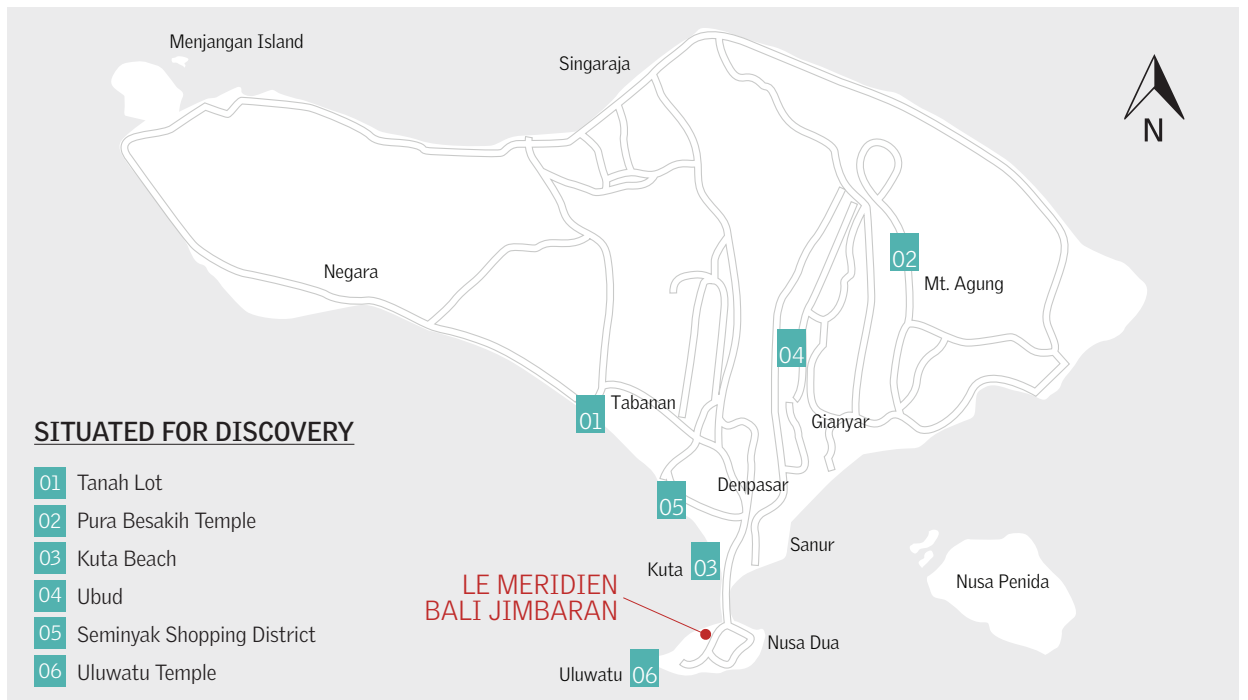 Menjangan Island
Singaraja
N
Negara
02
Mt. Agung
04
01
Tabanan
Gianyar
SITUATED FOR DISCOVERY
01 Tanah Lot
02 Pura Besakih Temple
03 Kuta Beach
04 Ubud
05 Seminyak Shopping District
06 Uluwatu Temple
Denpasar
05
Sanur
Kuta
03
Nusa Penida
LE MERIDIEN
BALI JIMBARAN
Nusa Dua
Uluwatu
06